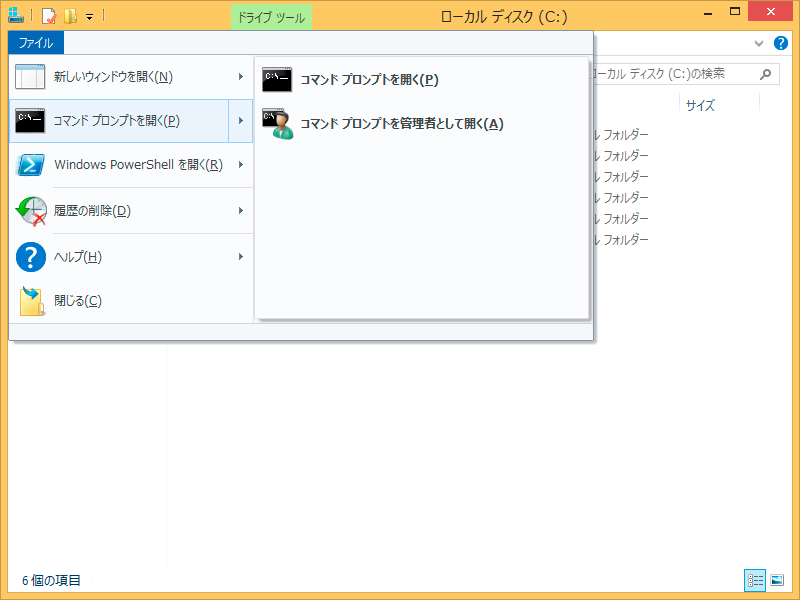 ドライブ ツール
ローカル ディスク (C:)
ファイル
新しいウィンドウを開く(N)
コマンド プロンプトを開く(P)
Windows PowerShell を開く(R)
履歴の削除(D)
ヘルプ(H)
閉じる(C)
コマンド プロンプトを開く(P)
コマンド プロンプトを管理者として開く(A)
ーカル ディスク (C:)の検索
サイズ
ル フォルダー
ル フォルダー
ル フォルダー
ル フォルダー
ル フォルダー
ル フォルダー
6 個の項目